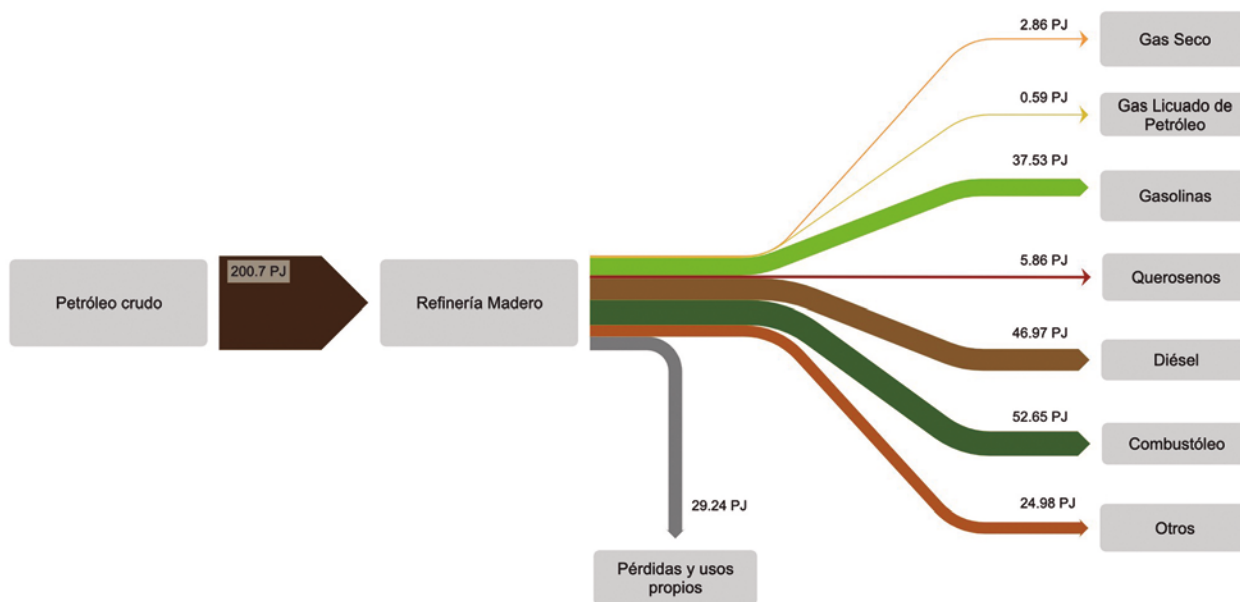 2.86 PJ
Gas Seco
0.59 PJ
Gas Licuado de
Petróleo
37.53 PJ
Gasolinas
Petróleo crudo
200.7 PJ
Refinería Madero
5.86 PJ
Querosenos
46.97 PJ
Diésel
52.65 PJ
Combustóleo
24.98 PJ
Otros
29.24 PJ
Pérdidas y usos
propios